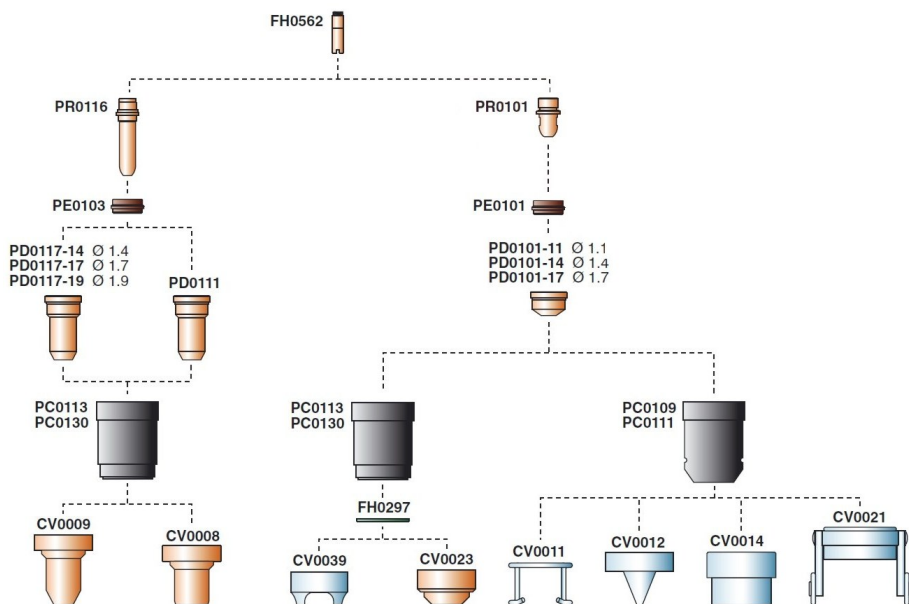 FH0562
PR0116
PR0101
PE0103
PE0101
PD0117-14 Ø 1.4
PD0117-17 Ø 1.7
PD0117-19 Ø 1.9
PD0111
PD0101-11 Ø 1.1
PD0101-14 Ø 1.4
PD0101-17 Ø 1.7
PC0113
PC0130
PC0113
PC0130
PC0109
PC0111
FH0297
CV0009
CV0008
CV0039
CV0023
CV0011
CV0012
CV0014
CV0021